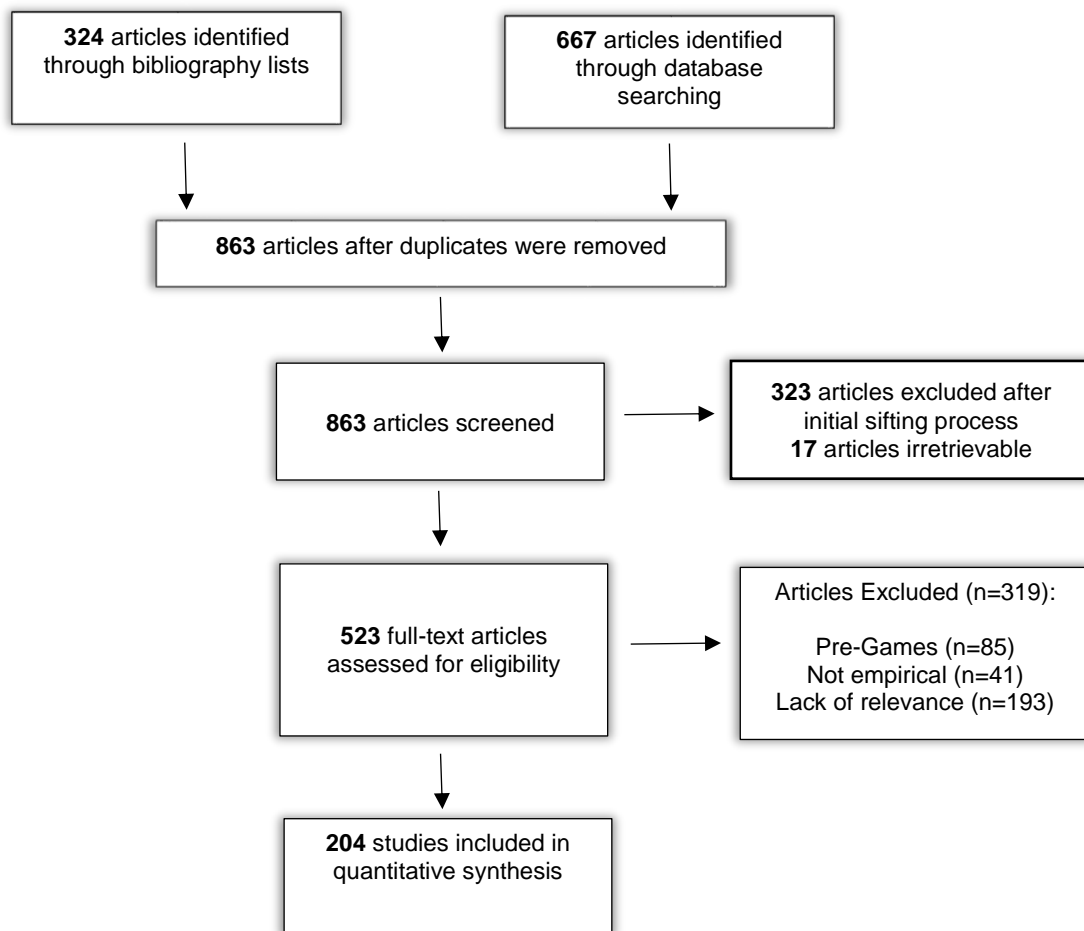 324 articles identified
through bibliography lists
667 articles identified
through database
searching
863 articles after duplicates were removed
863 articles screened
323 articles excluded after
initial sifting process
17 articles irretrievable
523 full-text articles
assessed for eligibility
Articles Excluded (n=319):
Pre-Games (n=85)
Not empirical (n=41)
Lack of relevance (n=193)
204 studies included in
quantitative synthesis